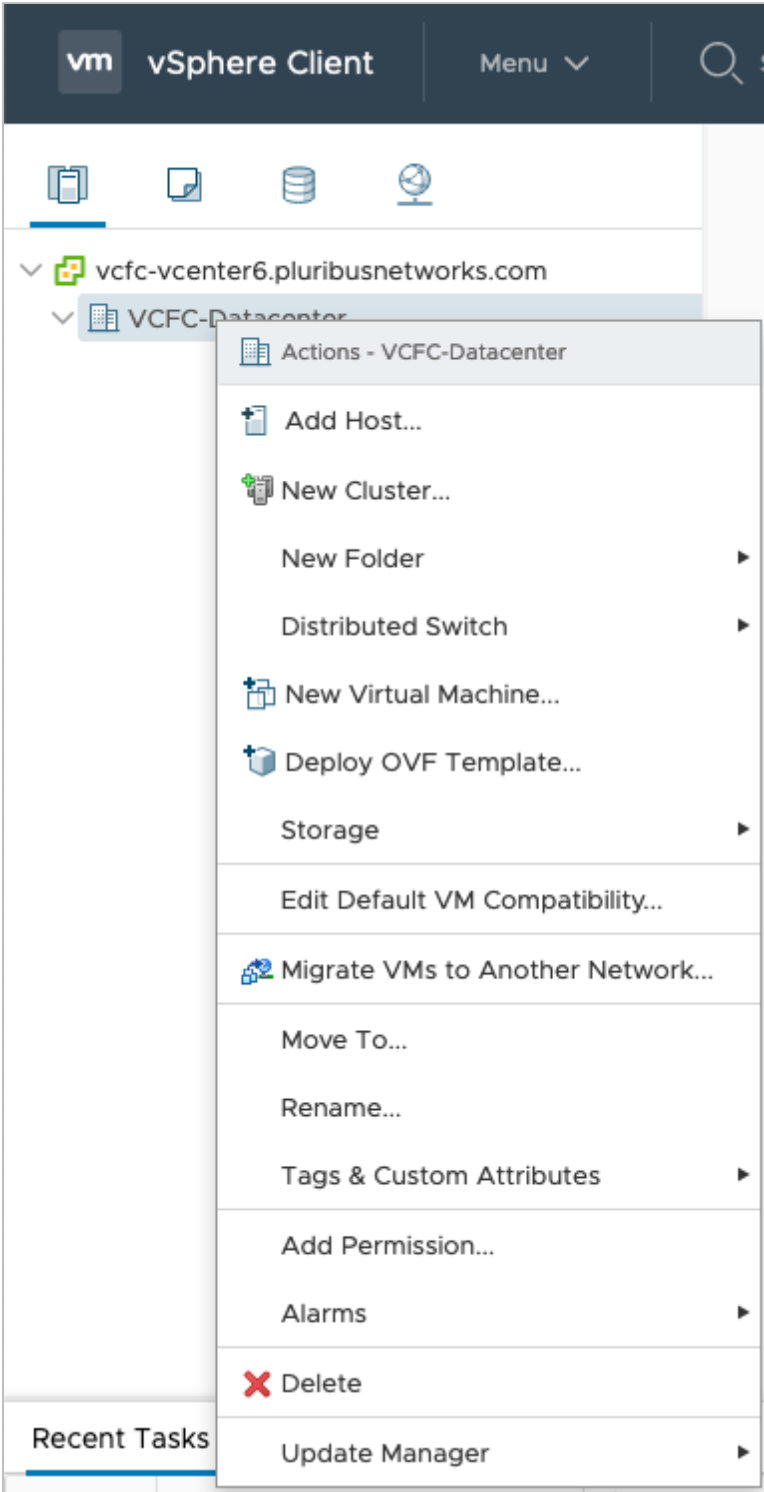 vm vSphere Client Menu
vcfc-vcenter6.pluribusnetworks.com
VCFC-Datacenter
Actions - VCFC-Datacenter
Add Host...
New Cluster...
New Folder
Distributed Switch
New Virtual Machine...
Deploy OVF Template...
Storage
Edit Default VM Compatibility...
Migrate VMs to Another Network...
Move To...
Rename...
Tags & Custom Attributes
Add Permission...
Alarms
Delete
Recent Tasks
Update Manager